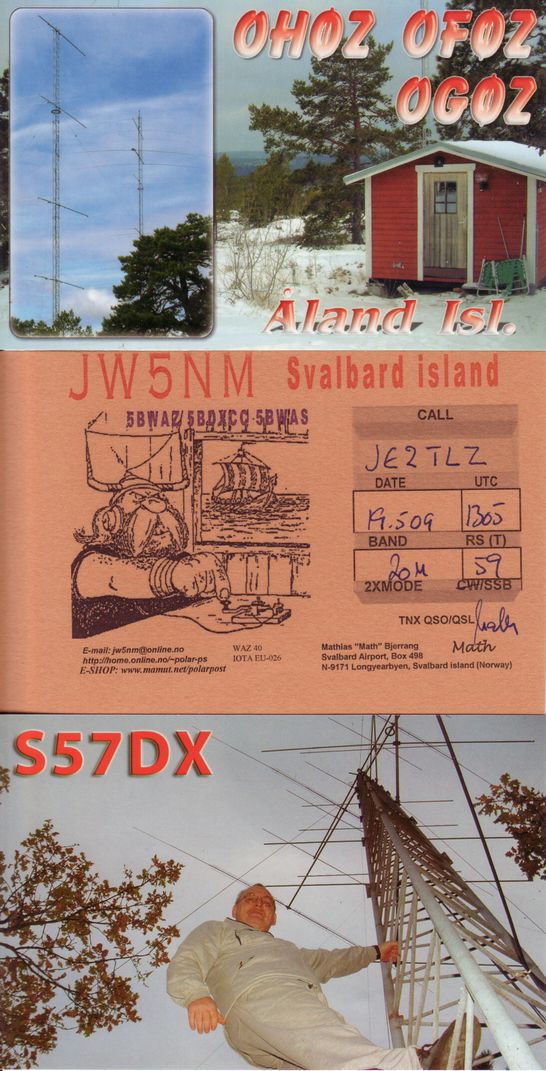 OHØZ OFØZ
OGØZ
Åland Isl.
JW5NM Svalbard island
5BWAZ/5BDXCC 5BWAS
CALL
JE2TLZ
DATE UTC
19.509 1305
BAND RS (T)
20M 59
2XMODE CW/SSB
TNX QSO/QSL
Math
E-mail: jw5nm@online.no
http://home.online.no/~polar-ps
E-SHOP: www.mamut.net/polarpost
WAZ 40
IOTA EU-026
Mathias "Math" Bjerrang
Svalbard Airport, Box 498
N-9171 Longyearbyen, Svalbard island (Norway)
S57DX